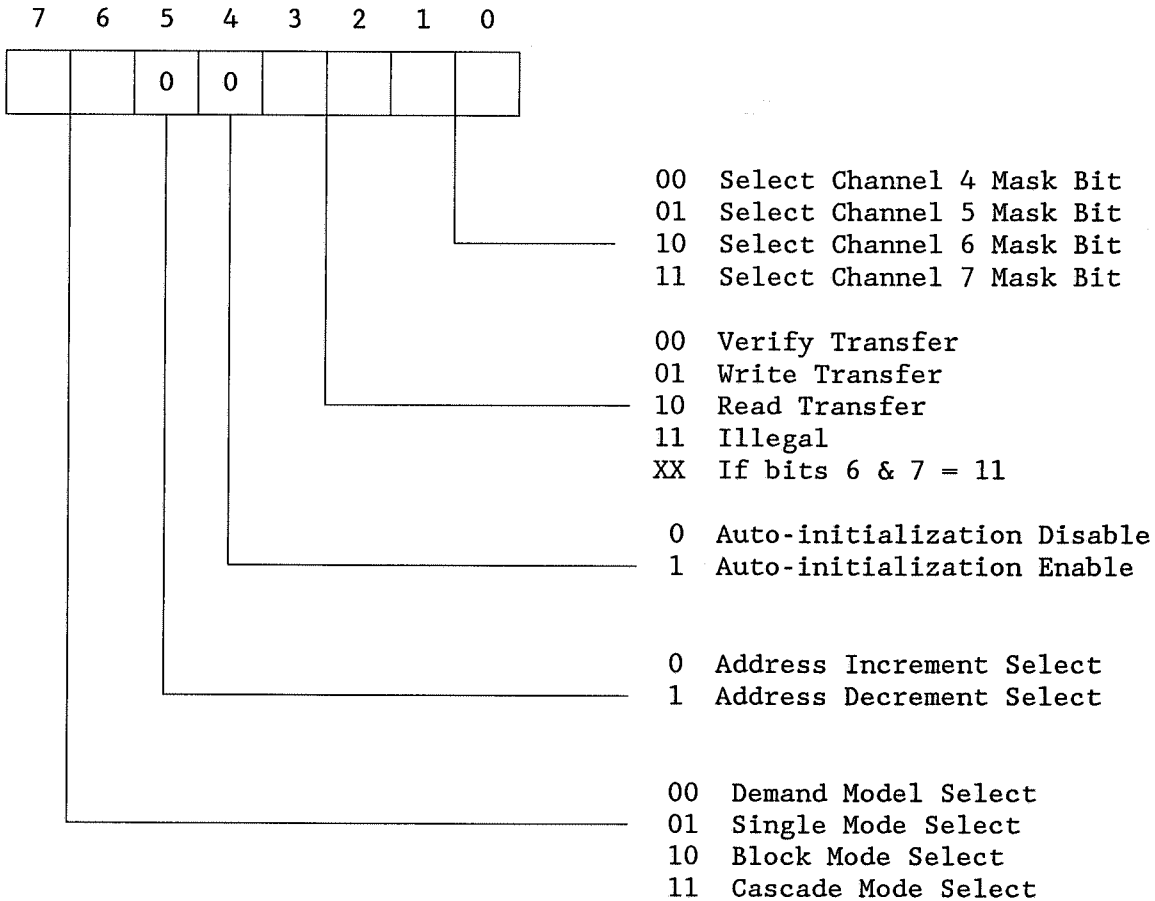 7 6 5 4 3 2 1 0
0 0
00 Select Channel 4 Mask Bit
01 Select Channel 5 Mask Bit
10 Select Channel 6 Mask Bit
11 Select Channel 7 Mask Bit
00 Verify Transfer
01 Write Transfer
10 Read Transfer
11 Illegal
XX If bits 6 & 7 = 11
0 Auto-initialization Disable
1 Auto-initialization Enable
0 Address Increment Select
1 Address Decrement Select
00 Demand Model Select
01 Single Mode Select
10 Block Mode Select
11 Cascade Mode Select